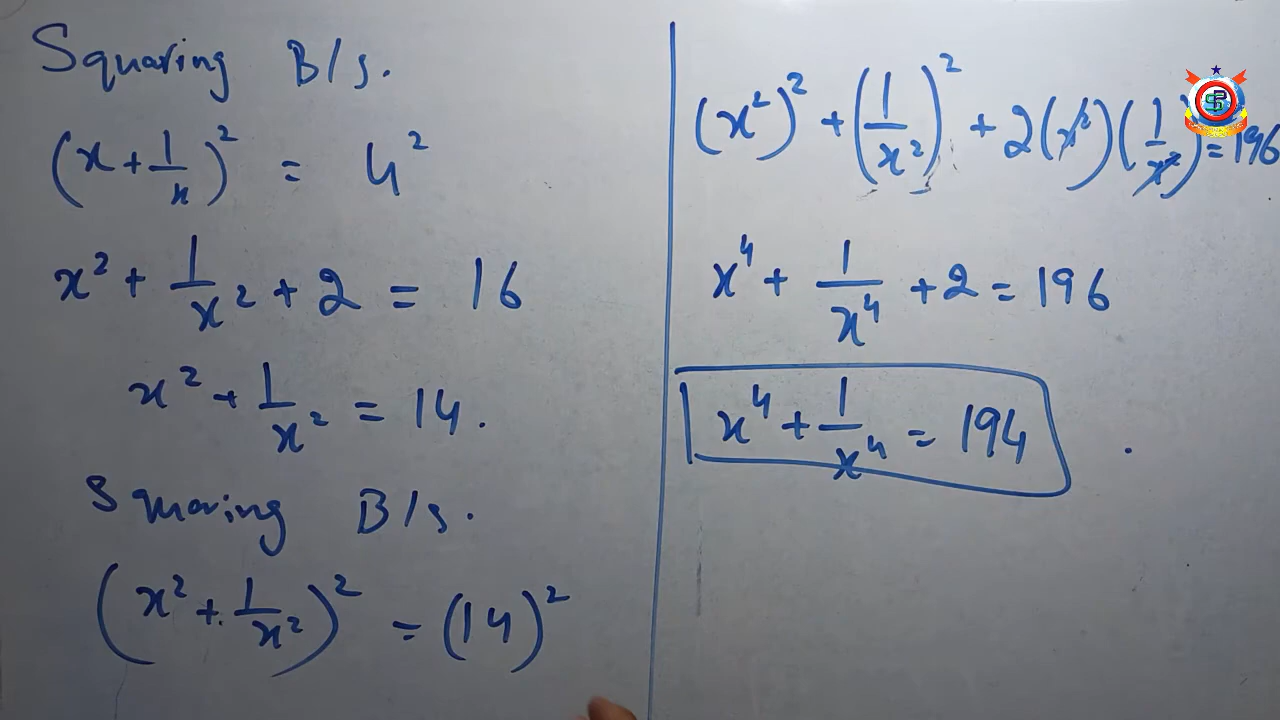 Squaring B/s.
(x + 1/x)² = 4²
x² + 1/x² + 2 = 16
x² + 1/x² = 14.
Squaring B/s.
(x² + 1/x²)² = (14)²
(x²)² + (1/x²)² + 2(x²)(1/x²) = 196
x⁴ + 1/x⁴ + 2 = 196
x⁴ + 1/x⁴ = 194